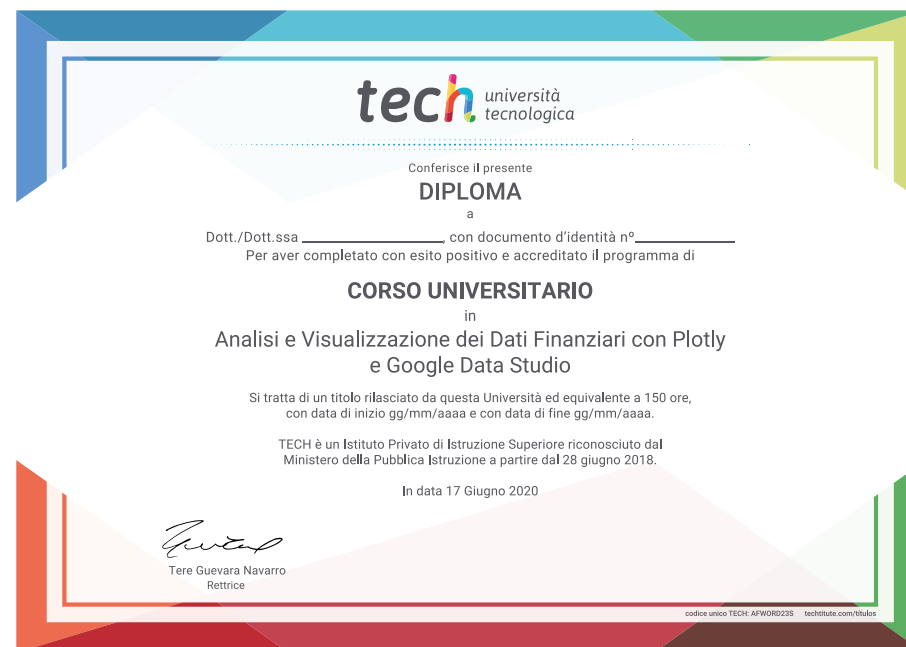 tech università
tecnologica
Conferisce il presente
DIPLOMA
a
Dott./Dott.ssa ________________, con documento d'identità nº____________
Per aver completato con esito positivo e accreditato il programma di
CORSO UNIVERSITARIO
in
Analisi e Visualizzazione dei Dati Finanziari con Plotly
e Google Data Studio
Si tratta di un titolo rilasciato da questa Università ed equivalente a 150 ore,
con data di inizio gg/mm/aaaa e con data di fine gg/mm/aaaa.
TECH è un Istituto Privato di Istruzione Superiore riconosciuto dal
Ministero della Pubblica Istruzione a partire dal 28 giugno 2018.
In data 17 Giugno 2020
Tere Guevara Navarro
Rettrice
codice unico TECH: AFWORD23S techtitute.com/titulos